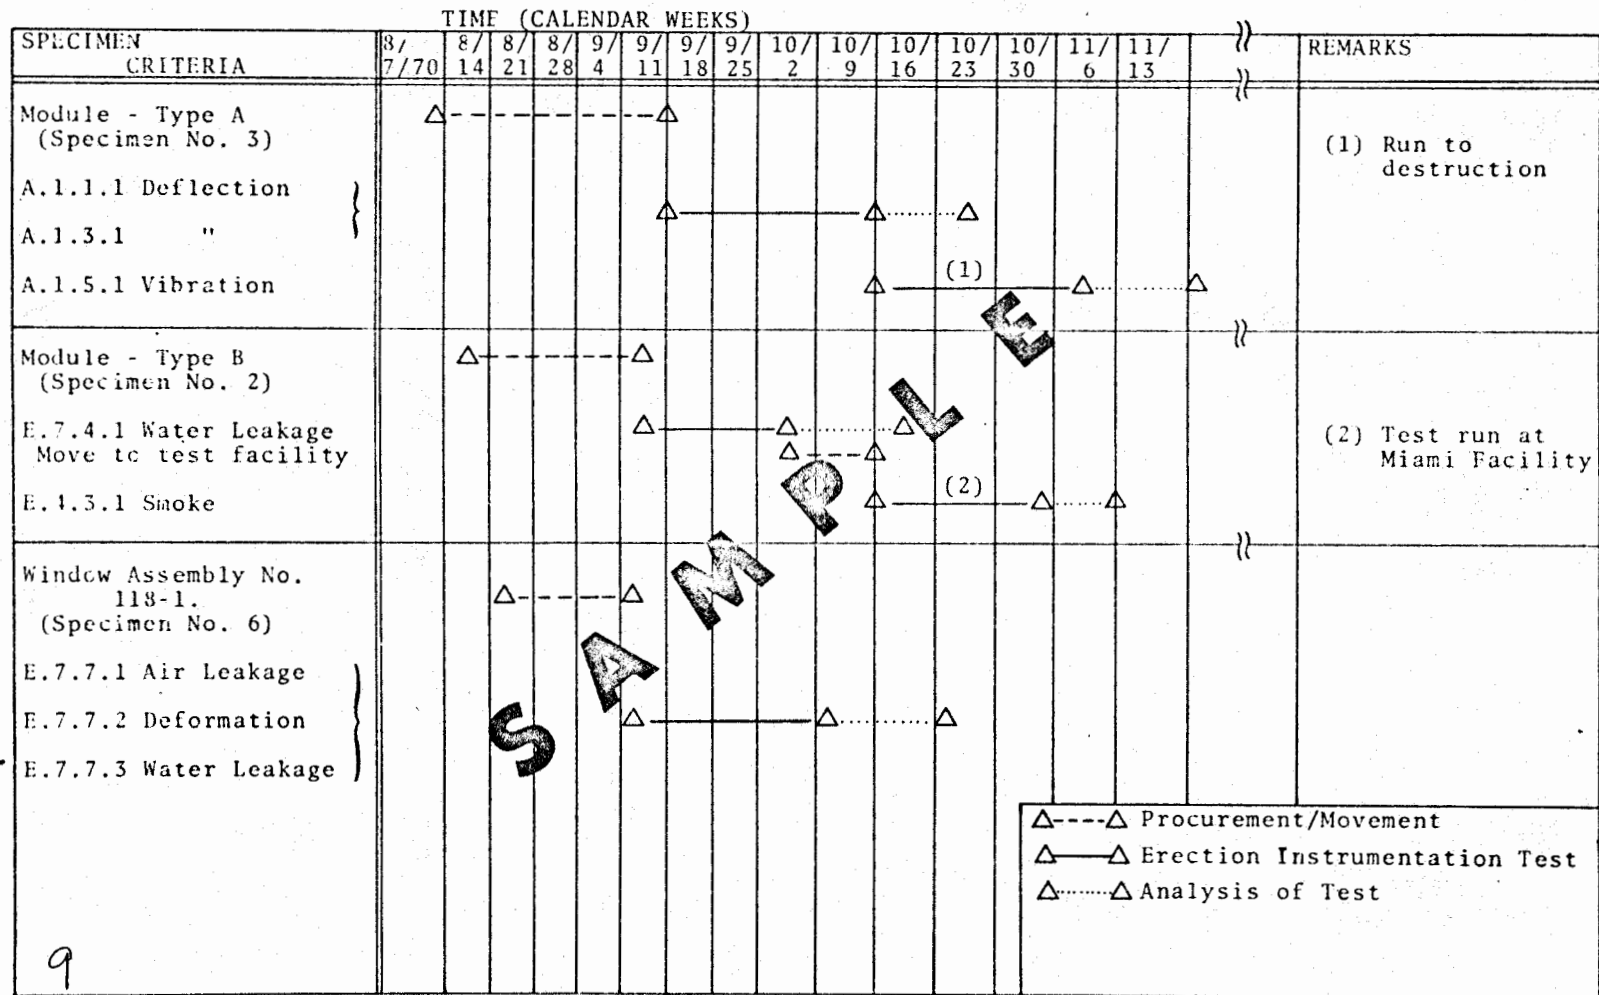 TIME (CALENDAR WEEKS)
SPECIMEN CRITERIA
8/7/70 8/14 8/21 8/28 9/4 9/11 9/18 9/25 10/2 10/9 10/16 10/23 10/30 11/6 11/13
REMARKS
Module - Type A
(Specimen No. 3)
(1) Run to
destruction
A.1.1.1 Deflection
A.1.3.1 "
A.1.5.1 Vibration
(1)
Module - Type B
(Specimen No. 2)
E.7.4.1 Water Leakage
Move to test facility
(2) Test run at
Miami Facility
E.4.3.1 Smoke
(2)
Window Assembly No.
118-1.
(Specimen No. 6)
E.7.7.1 Air Leakage
E.7.7.2 Deformation
E.7.7.3 Water Leakage
SAMPLE
Procurement/Movement
Erection Instrumentation Test
Analysis of Test
9